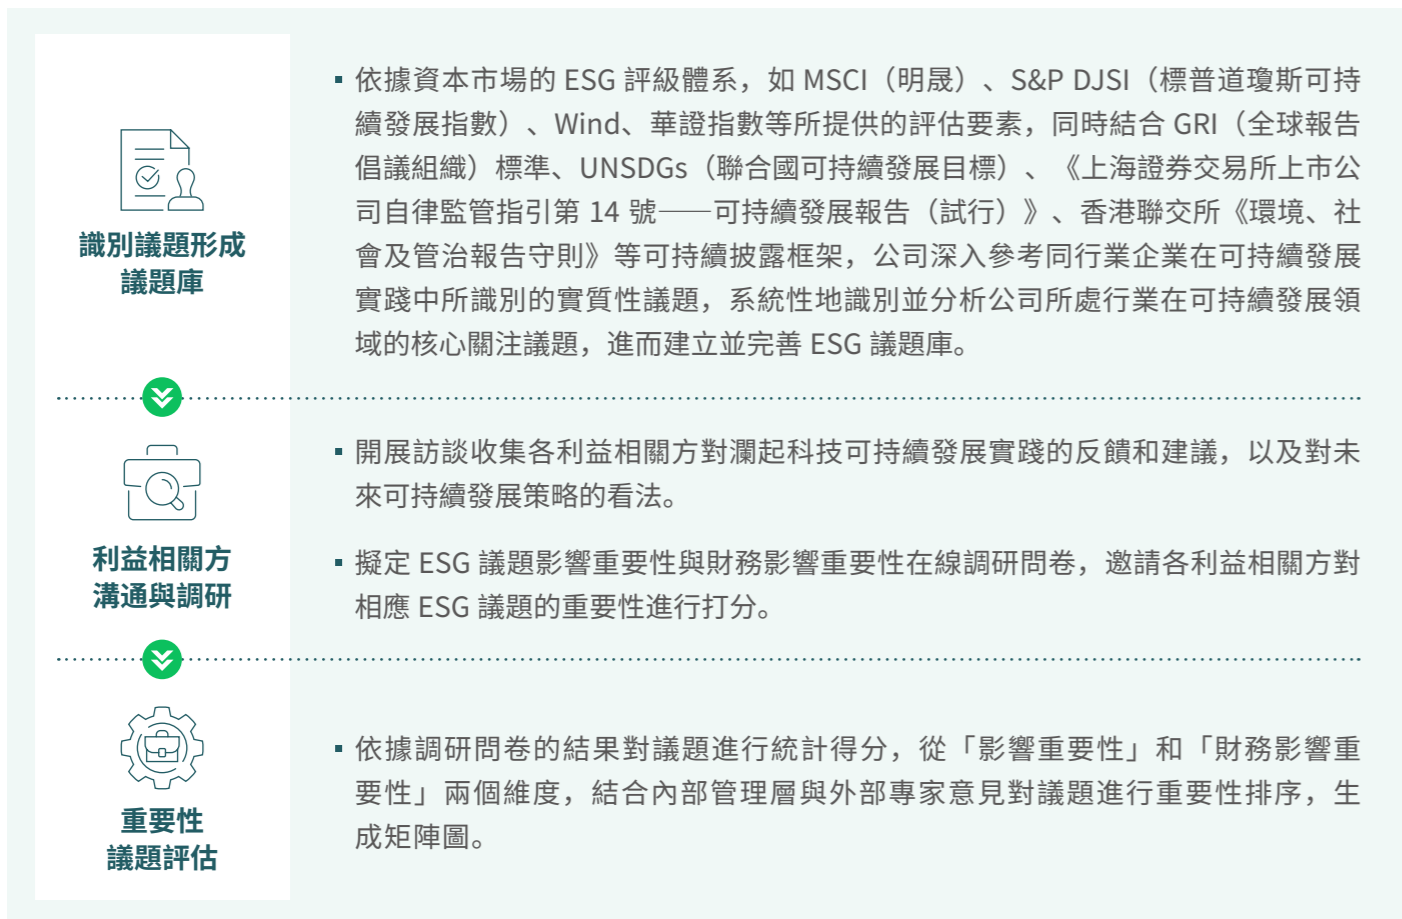 識別議題形成
議題庫
▪ 依據資本市場的 ESG 評級體系，如 MSCI（明晟）、S&P DJSI（標普道瓊斯可持
續發展指數）、Wind、華證指數等所提供的評估要素，同時結合 GRI（全球報告
倡議組織）標準、UNSDGs（聯合國可持續發展目標）、《上海證券交易所上市公
司自律監管指引第 14 號——可持續發展報告（試行）》、香港聯交所《環境、社
會及管治報告守則》等可持續披露框架，公司深入參考同行業企業在可持續發展
實踐中所識別的實質性議題，系統性地識別並分析公司所處行業在可持續發展領
域的核心關注議題，進而建立並完善 ESG 議題庫。
利益相關方
溝通與調研
▪ 開展訪談收集各利益相關方對瀾起科技可持續發展實踐的反饋和建議，以及對未
來可持續發展策略的看法。
▪ 擬定 ESG 議題影響重要性與財務影響重要性在線調研問卷，邀請各利益相關方對
相應 ESG 議題的重要性進行打分。
重要性
議題評估
▪ 依據調研問卷的結果對議題進行統計得分，從「影響重要性」和「財務影響重
要性」兩個維度，結合內部管理層與外部專家意見對議題進行重要性排序，生
成矩陣圖。